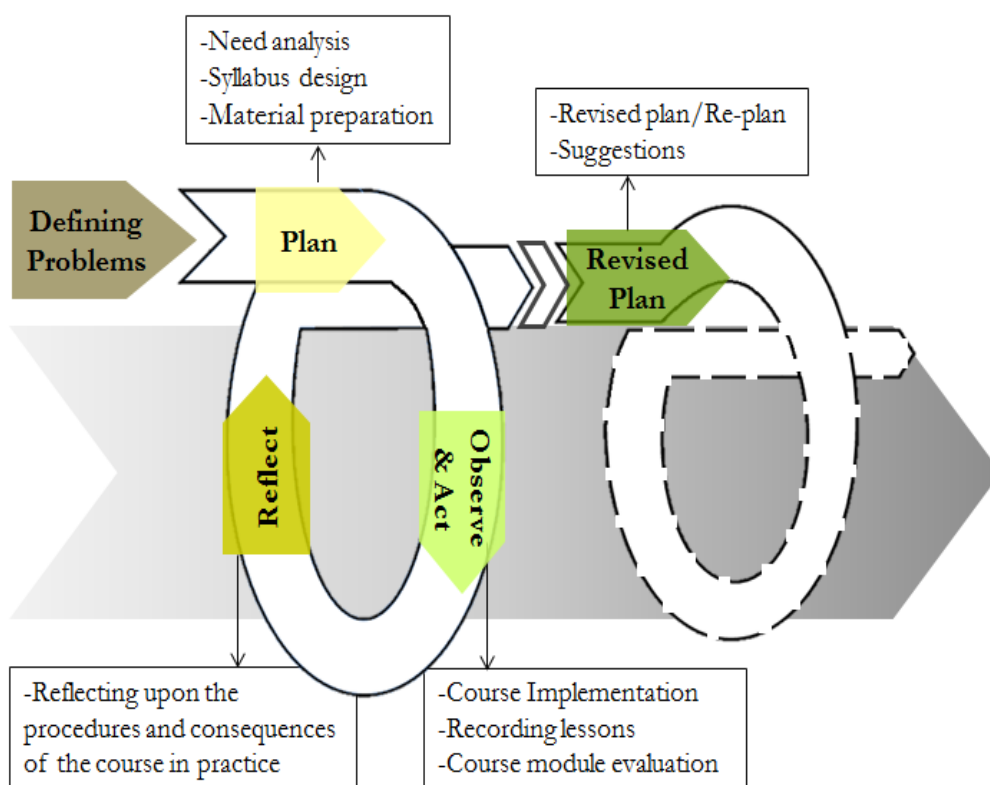 -Need analysis
-Syllabus design
-Material preparation
-Revised plan/Re-plan
-Suggestions
Defining
Problems
Plan
Revised
Plan
Reflect
Observe
& Act
-Reflecting upon the
procedures and consequences
of the course in practice
-Course Implementation
-Recording lessons
-Course module evaluation